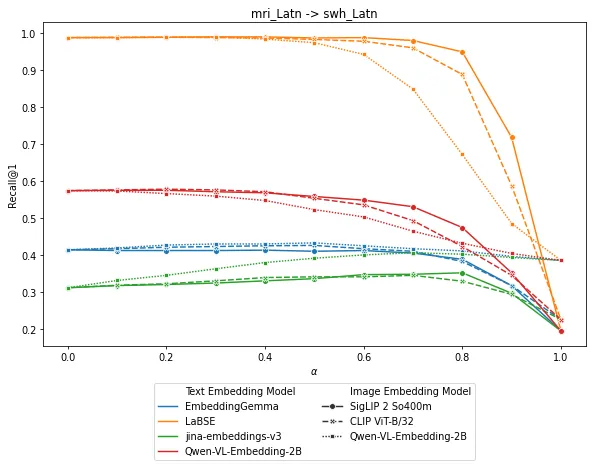 mri_Latn -> swh_Latn
Recall@1
1.0
0.9
0.8
0.7
0.6
0.5
0.4
0.3
0.2
0.0 0.2 0.4 0.6 0.8 1.0
α
Text Embedding Model Image Embedding Model
EmbeddingGemma SigLIP 2 So400m
LaBSE CLIP ViT-B/32
jina-embeddings-v3 Qwen-VL-Embedding-2B
Qwen-VL-Embedding-2B